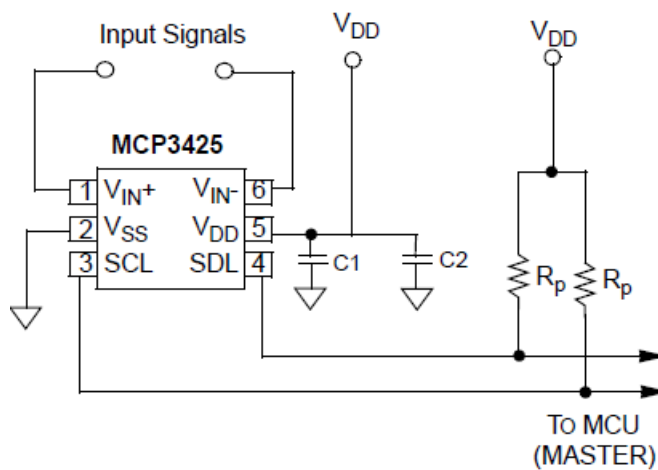 Input Signals
VDD
VDD
MCP3425
1 VIN+ VIN- 6
2 VSS VDD 5
3 SCL SDL 4
C1
C2
Rp
Rp
TO MCU
(MASTER)